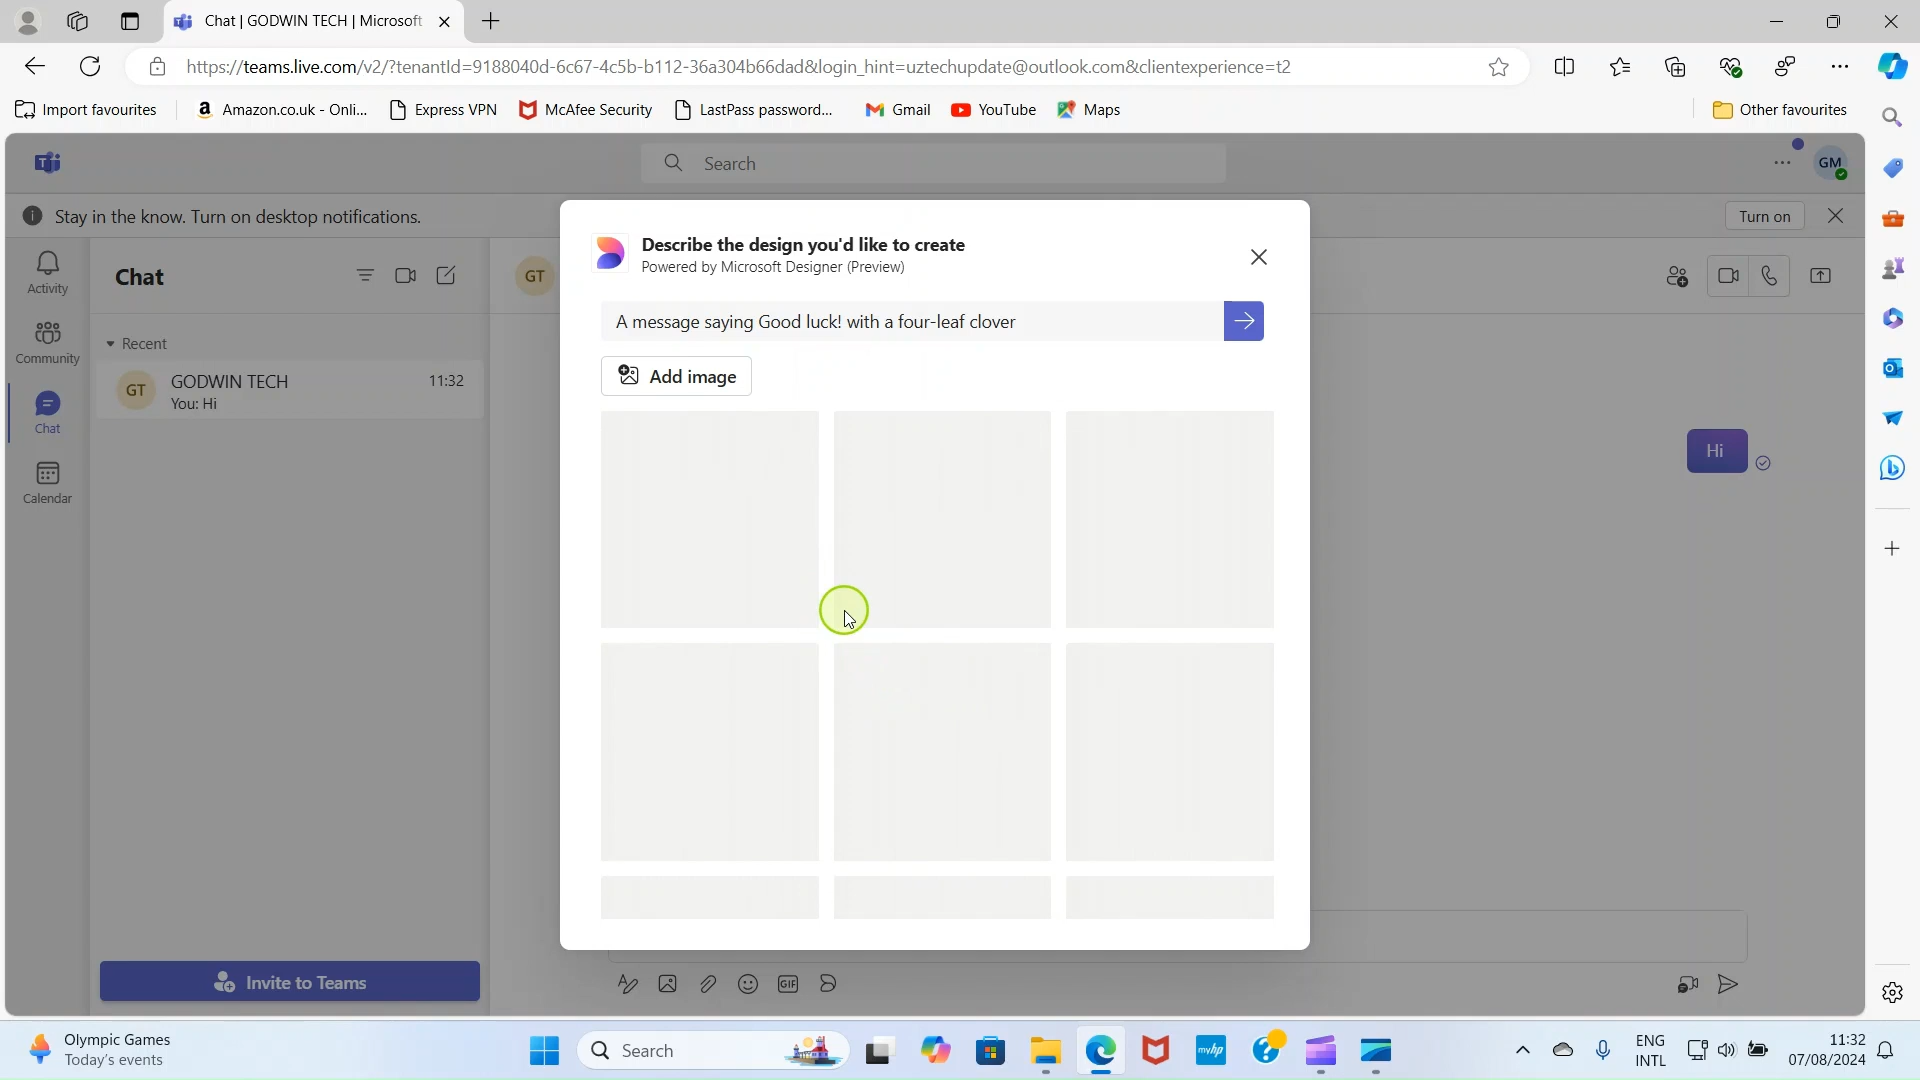 Chat | GODWIN TECH | Microsoft
https://teams.live.com/v2/?tenantId=9188040d-6c67-4c5b-b112-36a304b66dad&login_hint=uztechupdate@outlook.com&clientexperience=t2
Import favourites
Amazon.co.uk - Onli...
Express VPN
McAfee Security
LastPass password...
Gmail
YouTube
Maps
Other favourites
Search
GM
Stay in the know. Turn on desktop notifications.
Turn on
Activity
Community
Chat
Calendar
Chat
Recent
GT
GODWIN TECH
11:32
You: Hi
Invite to Teams
GT
Describe the design you'd like to create
Powered by Microsoft Designer (Preview)
A message saying Good luck! with a four-leaf clover
Add image
Hi
GIF
Olympic Games
Today's events
Search
myhp
ENG
INTL
11:32
07/08/2024